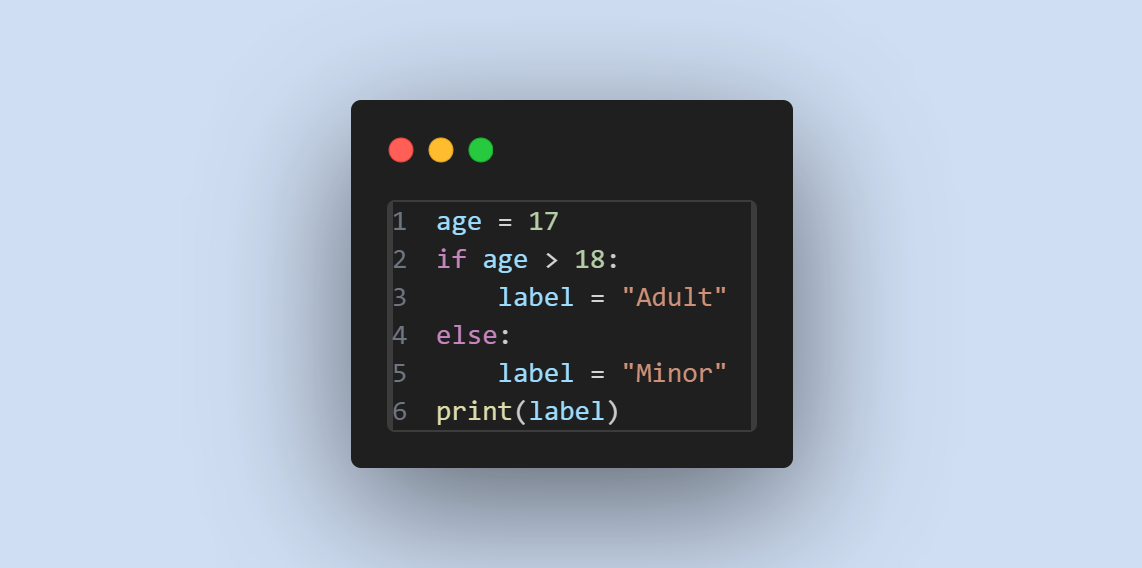 1 age = 17
2 if age > 18:
3     label = "Adult"
4 else:
5     label = "Minor"
6 print(label)